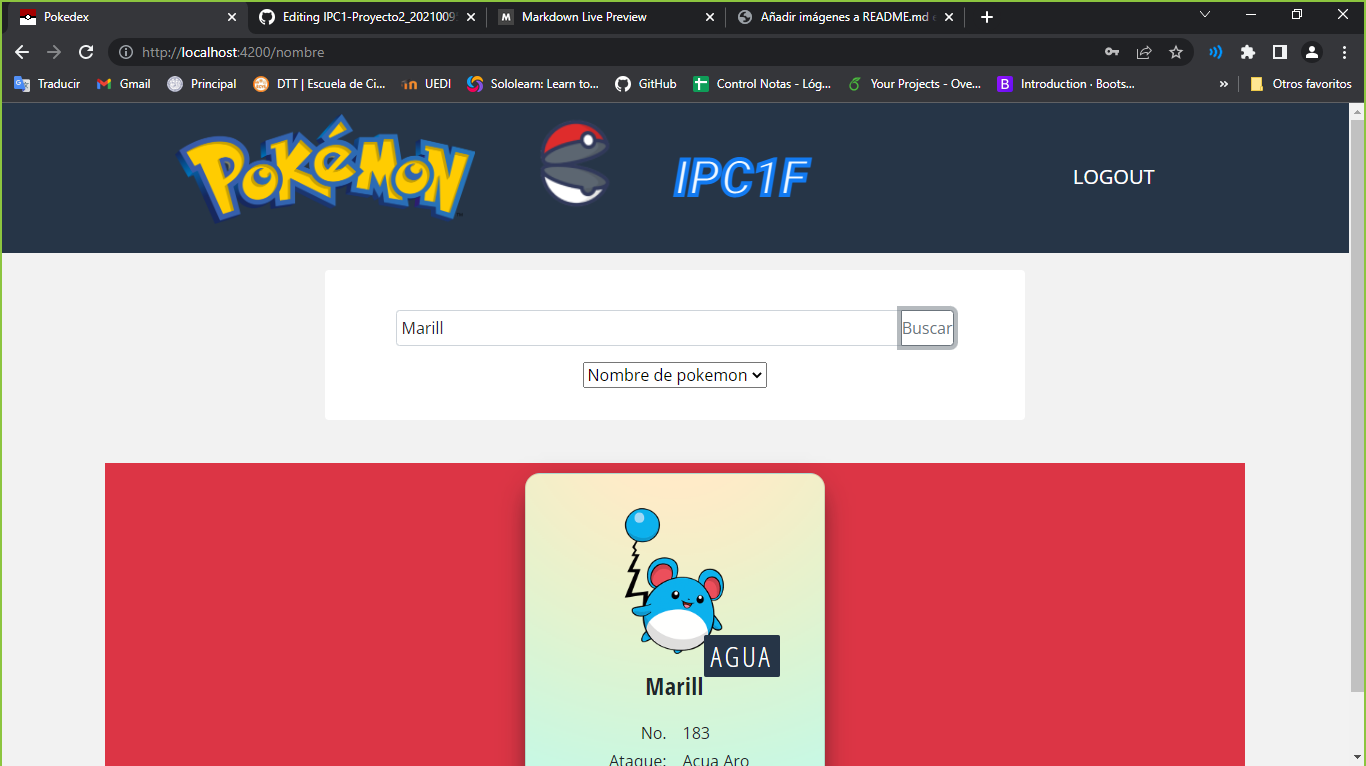 Pokedex
Editing IPC1-Proyecto2_2021009
Markdown Live Preview
Añadir imágenes a README.md
http://localhost:4200/nombre
Traducir
Gmail
Principal
DTT | Escuela de Ci...
UEDI
Sololearn: Learn to...
GitHub
Control Notas - Lóg...
Your Projects - Ove...
B
Introduction · Boots...
»
Otros favoritos
POKéMON
IPC1F
LOGOUT
Marill
Buscar
Nombre de pokemon
AGUA
Marill
No. 183
Ataque: Acua Aro